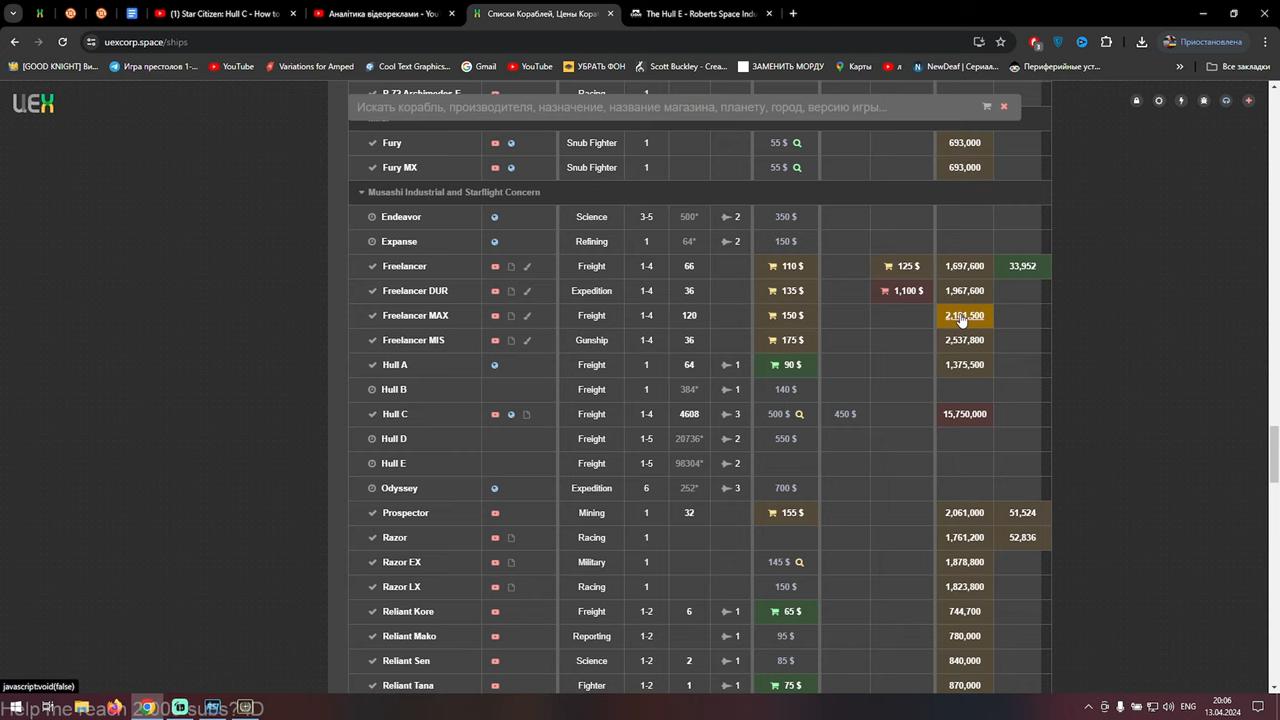 (1) Star Citizen: Hull C - How to
Аналітика відеореклами - You
Списки Кораблей, Цены Кора
The Hull E - Roberts Space Indu
uexcorp.space/ships
3
Приостановлена
[GOOD KNIGHT] Ви...
Игра престолов 1-...
YouTube
Variations for Amped
Cool Text Graphics...
Gmail
YouTube
УБРАТЬ ФОН
Scott Buckley - Crea...
ЗАМЕНИТЬ МОРДУ
Карты
л
NewDeaf | Сериал...
Периферийные уст...
Все закладки
UEX
Искать корабль, производителя, назначение, название магазина, планету, город, версию игры...
Fury Snub Fighter 1 55 $ 693,000
Fury MX Snub Fighter 1 55 $ 693,000
Musashi Industrial and Starflight Concern
Endeavor Science 3-5 500* 2 350 $
Expanse Refining 1 64* 2 150 $
Freelancer Freight 1-4 66 110 $ 125 $ 1,697,600 33,952
Freelancer DUR Expedition 1-4 36 135 $ 1,100 $ 1,967,600
Freelancer MAX Freight 1-4 120 150 $
Freelancer MIS Gunship 1-4 36 175 $ 2,537,800
Hull A Freight 1 64 1 90 $ 1,375,500
Hull B Freight 1 384* 1 140 $
Hull C Freight 1-4 4608 3 500 $ 450 $ 15,750,000
Hull D Freight 1-5 20736* 2 550 $
Hull E Freight 1-5 98304* 2
Odyssey Expedition 6 252* 3 700 $
Prospector Mining 1 32 155 $ 2,061,000 51,524
Razor Racing 1 1,761,200 52,836
Razor EX Military 1 145 $ 1,878,800
Razor LX Racing 1 150 $ 1,823,800
Reliant Kore Freight 1-2 6 1 65 $ 744,700
Reliant Mako Reporting 1-2 1 95 $ 780,000
Reliant Sen Science 1-2 2 1 85 $ 840,000
Reliant Tana Fighter 1-2 1 1 75 $ 870,000
javascript:void(false)
Help me reach 2000 subs? :D
ENG
20:06
13.04.2024